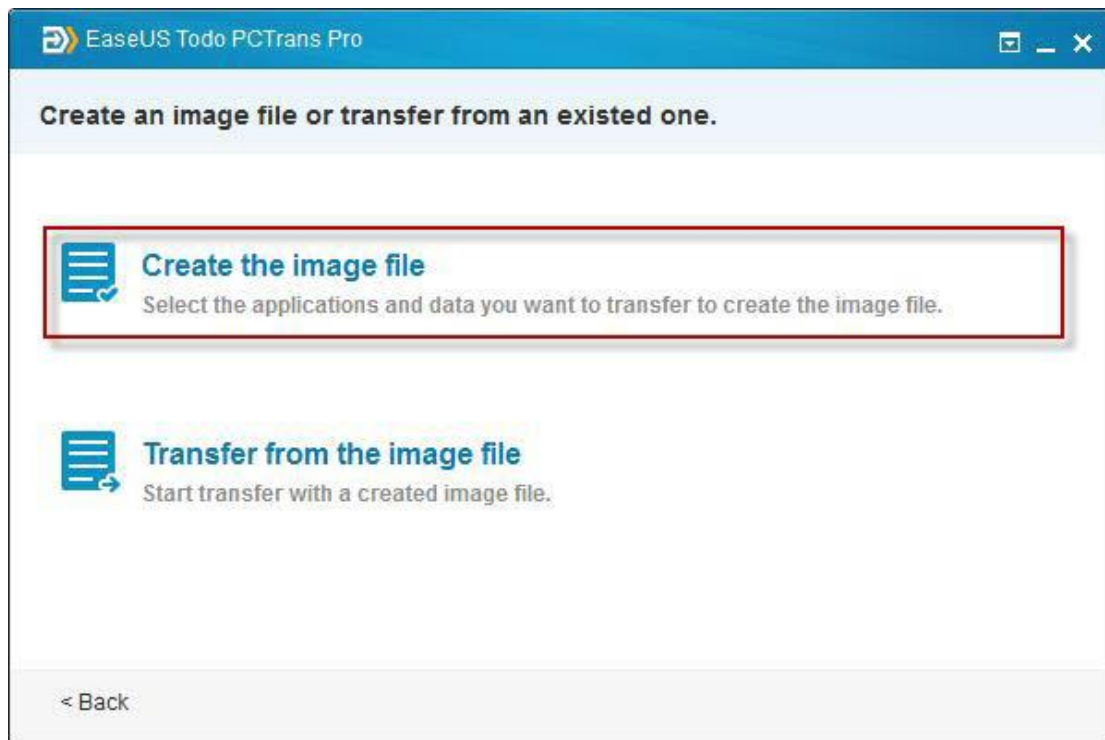 EaseUS Todo PCTrans Pro
Create an image file or transfer from an existed one.
Create the image file
Select the applications and data you want to transfer to create the image file.
Transfer from the image file
Start transfer with a created image file.
< Back